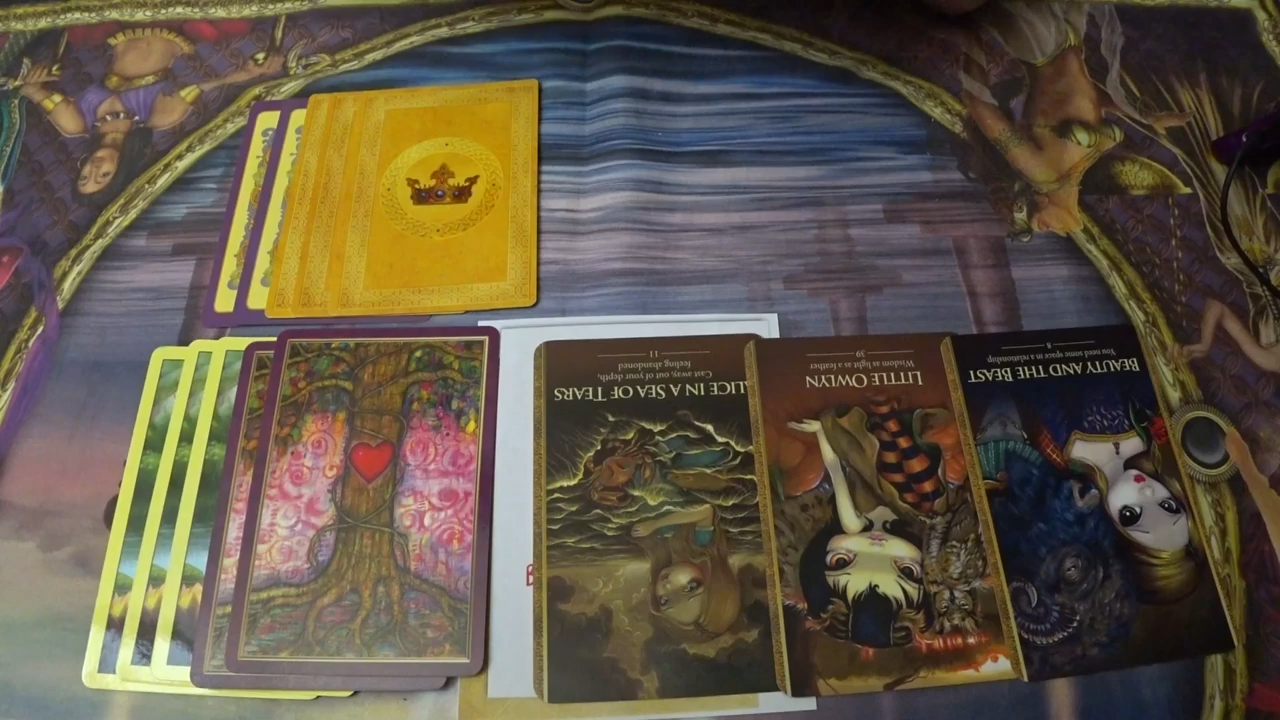 BEAUTY AND THE BEAST
You need some space in a relationship
8
LITTLE OWLYN
Wisdom as light as a feather
39
ALICE IN A SEA OF TEARS
Cast away, out of your depth,
feeling abandoned
11